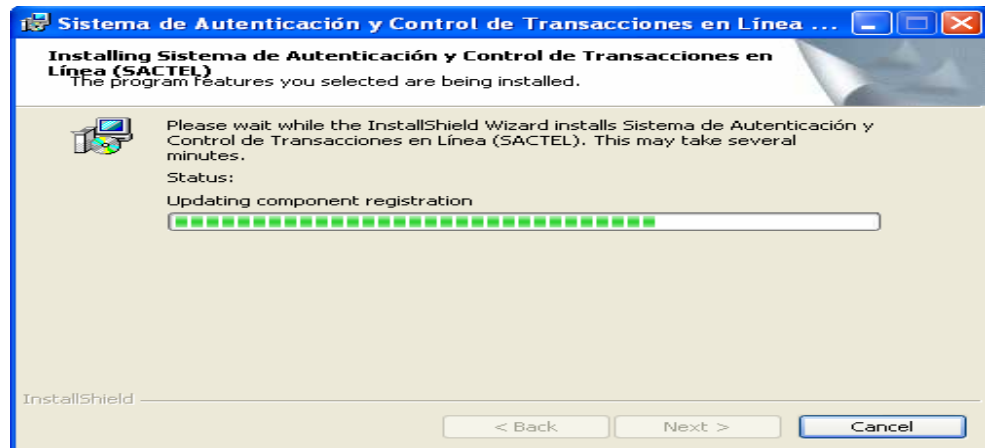 Sistema de Autenticación y Control de Transacciones en Línea ...
Installing Sistema de Autenticación y Control de Transacciones en
Línea (SACTEL)
The program features you selected are being installed.
Please wait while the InstallShield Wizard installs Sistema de Autenticación y
Control de Transacciones en Línea (SACTEL). This may take several
minutes.
Status:
Updating component registration
InstallShield
< Back
Next >
Cancel